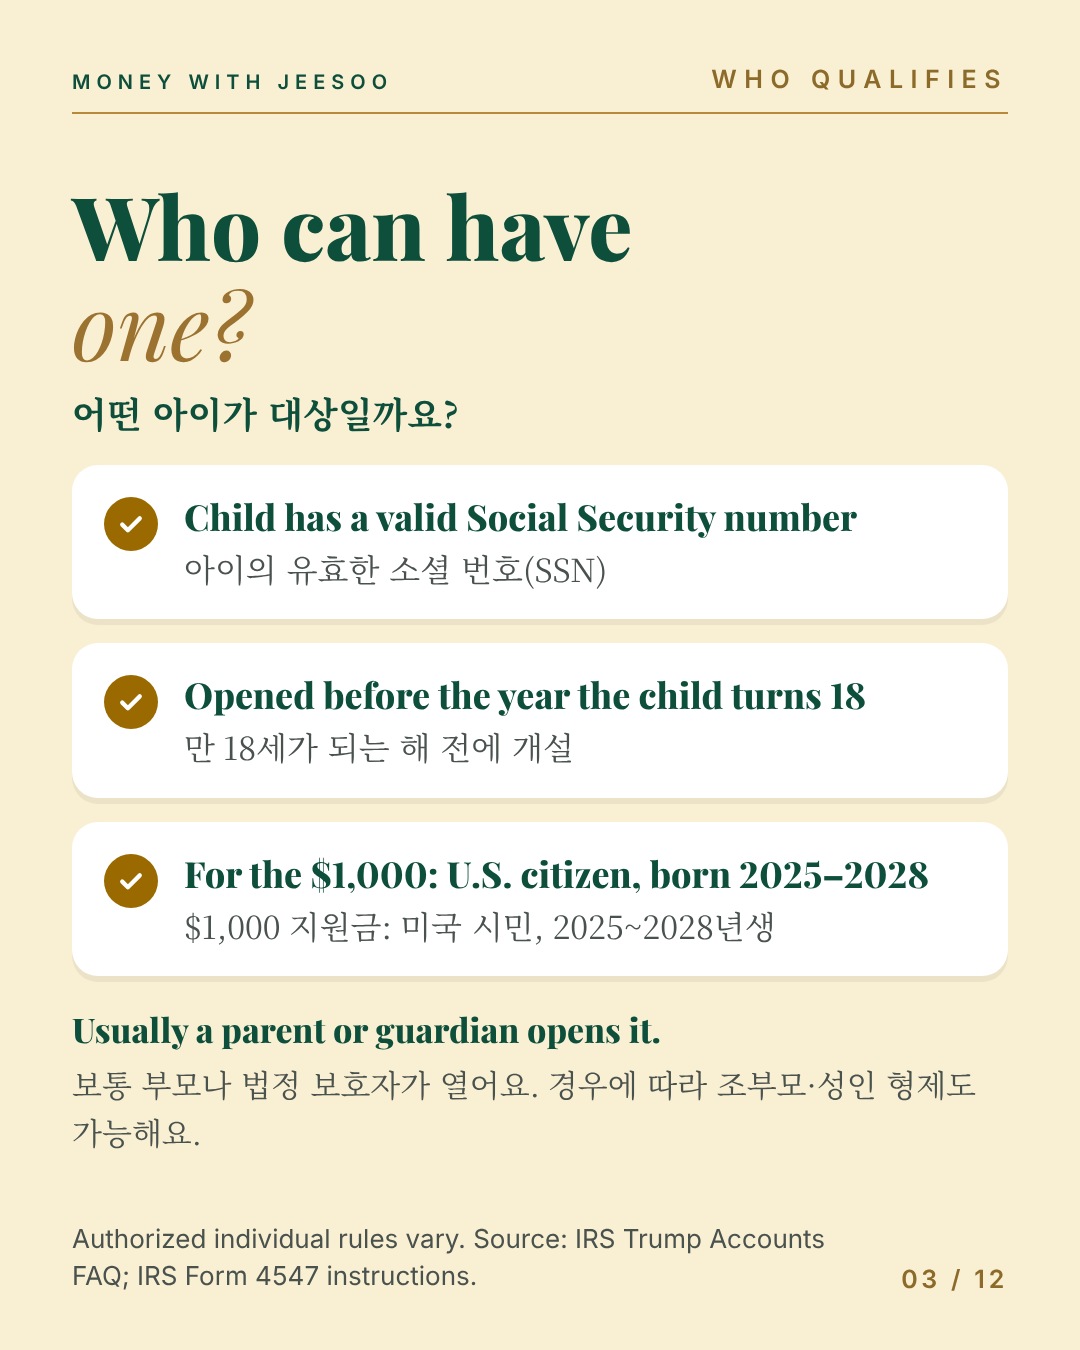 MONEY WITH JEESOO
WHO QUALIFIES
Who can have
one?
어떤 아이가 대상일까요?
Child has a valid Social Security number
아이의 유효한 소셜 번호(SSN)
Opened before the year the child turns 18
만 18세가 되는 해 전에 개설
For the $1,000: U.S. citizen, born 2025–2028
$1,000 지원금: 미국 시민, 2025~2028년생
Usually a parent or guardian opens it.
보통 부모나 법정 보호자가 열어요. 경우에 따라 조부모·성인 형제도
가능해요.
Authorized individual rules vary. Source: IRS Trump Accounts
FAQ; IRS Form 4547 instructions.
03 / 12